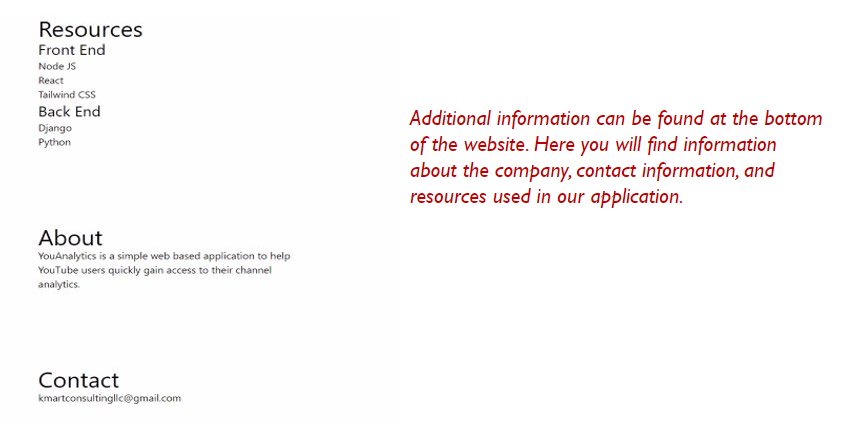 Resources
Front End
Node JS
React
Tailwind CSS
Back End
Django
Python
About
YouAnalytics is a simple web based application to help
YouTube users quickly gain access to their channel
analytics.
Contact
kmartconsultingllc@gmail.com
Additional information can be found at the bottom
of the website. Here you will find information
about the company, contact information, and
resources used in our application.